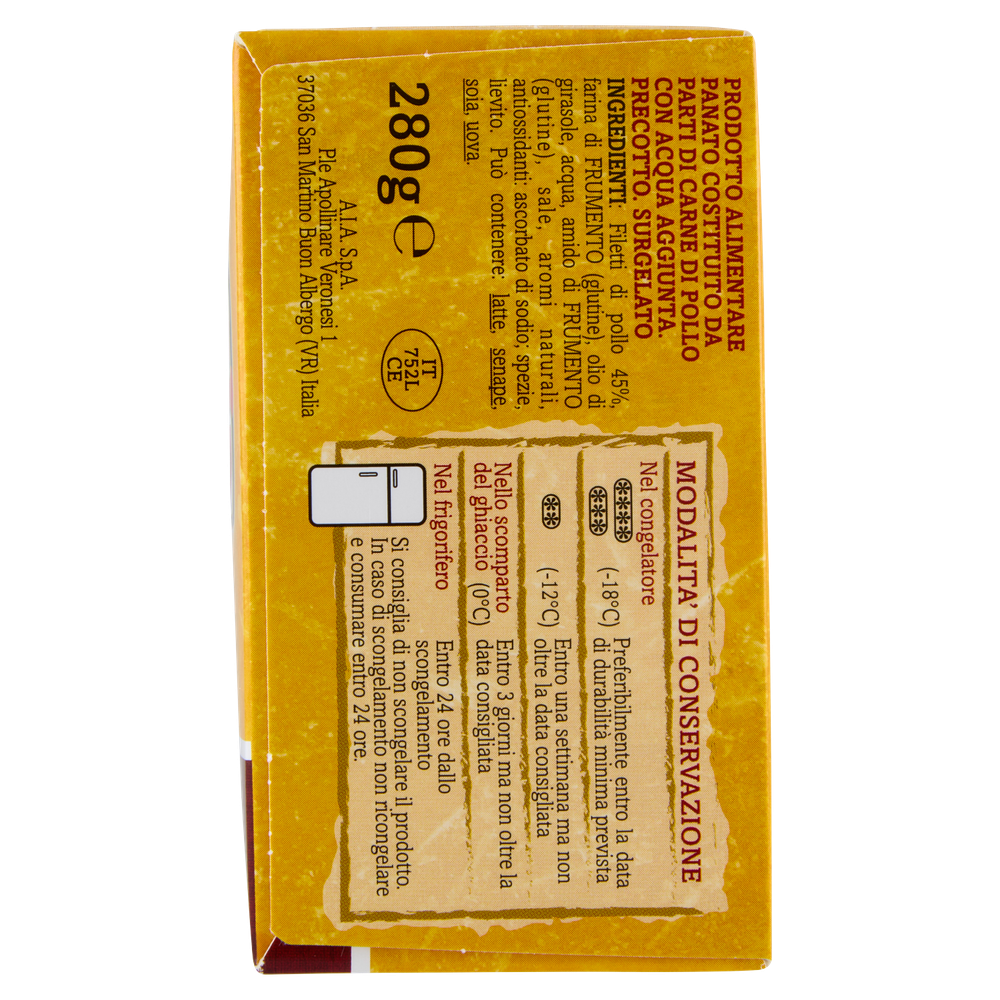 PRODOTTO ALIMENTARE
PANATO COSTITUITO DA
PARTI DI CARNE DI POLLO
CON ACQUA AGGIUNTA.
PRECOTTO. SURGELATO
INGREDIENTI: Filetti di pollo 45%,
farina di FRUMENTO (glutine), olio di
girasole, acqua, amido di FRUMENTO
(glutine), sale, aromi naturali,
antiossidanti: ascorbato di sodio; spezie,
lievito. Può contenere: latte, senape,
soia, uova.
280g e
IT
752L
CE
A.I.A. S.p.A.
P.le Apollinare Veronesi 1
37036 San Martino Buon Albergo (VR) Italia
MODALITA' DI CONSERVAZIONE
Nel congelatore
(-18°C) Preferibilmente entro la data
di durabilità minima prevista
(-12°C) Entro una settimana ma non
oltre la data consigliata
Nello scomparto
del ghiaccio (0°C) Entro 3 giorni ma non oltre la
data consigliata
Nel frigorifero Entro 24 ore dallo
scongelamento
Si consiglia di non scongelare il prodotto.
In caso di scongelamento non ricongelare
e consumare entro 24 ore.